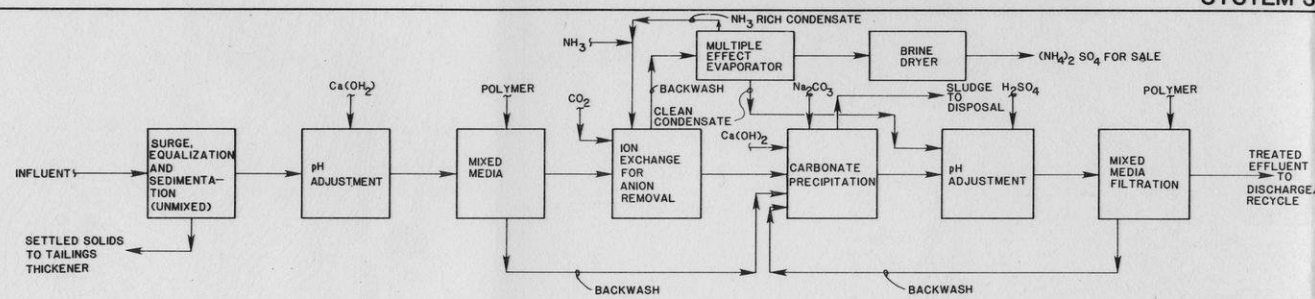 SYSTEM 3
NH3 RICH CONDENSATE
NH3
MULTIPLE
EFFECT
EVAPORATOR
BRINE
DRYER
(NH4)2 SO4 FOR SALE
Ca(OH2)
POLYMER
CO2
BACKWASH
CLEAN
CONDENSATE
Na2CO3
SLUDGE
TO
DISPOSAL
H2SO4
POLYMER
Ca(OH)2
INFLUENT
SURGE,
EQUALIZATION
AND
SEDIMENTA-
TION
(UNMIXED)
pH
ADJUSTMENT
MIXED
MEDIA
ION
EXCHANGE
FOR
ANION
REMOVAL
CARBONATE
PRECIPITATION
pH
ADJUSTMENT
MIXED
MEDIA
FILTRATION
TREATED
EFFLUENT
TO
DISCHARGE/
RECYCLE
SETTLED SOLIDS
TO TAILINGS
THICKENER
BACKWASH
BACKWASH